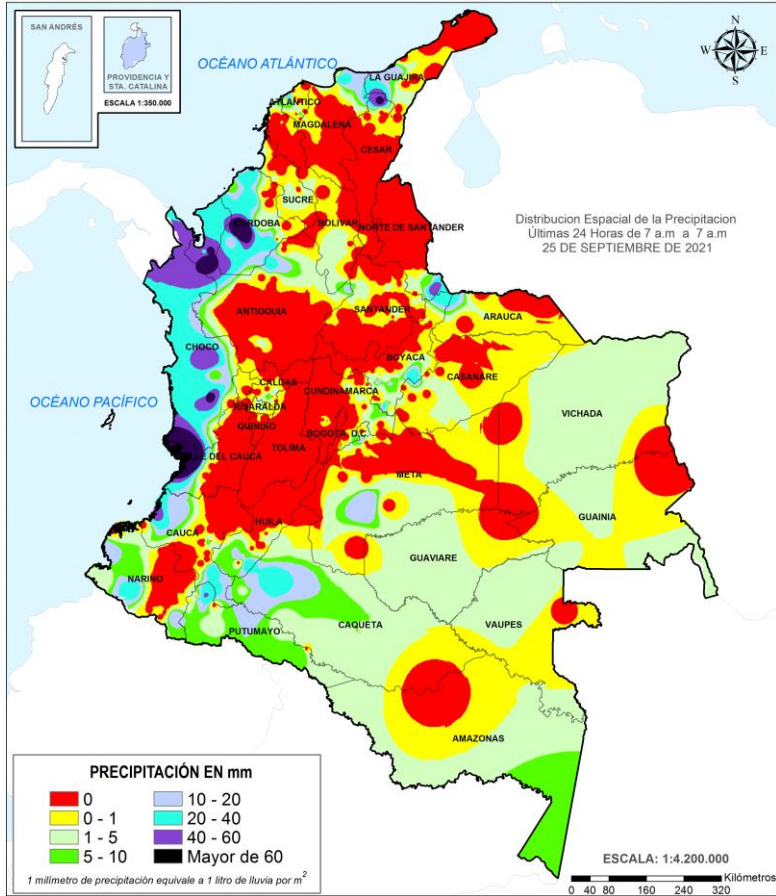 SAN ANDRÉS
PROVIDENCIA Y
STA. CATALINA
ESCALA 1:350.000
OCÉANO ATLÁNTICO
N
W
E
S
LA GUAJIRA
ATLANTICO
MAGDALENA
CESAR
SUCRE
CORDOBA
BOLIVAR
NORTE DE SANTANDER
Distribucion Espacial de la Precipitacion
Últimas 24 Horas de 7 a.m a 7 a.m
25 DE SEPTIEMBRE DE 2021
ANTIOQUIA
SANTANDER
ARAUCA
CHOCO
BOYACA
CASANARE
CALDAS
CUNDINAMARCA
OCÉANO PACÍFICO
RISARALDA
VICHADA
QUINDÍO
BOGOTA, D.C.
TOLIMA
LLE DEL CAUCA
META
GUAINIA
CAUCA
HUILA
GUAVIARE
NARIÑO
CAQUETA
VAUPES
PUTUMAYO
AMAZONAS
PRECIPITACIÓN EN mm
0
10 - 20
0 - 1
20 - 40
1 - 5
40 - 60
5 - 10
Mayor de 60
1 milímetro de precipitación equivale a 1 litro de lluvia por m²
ESCALA: 1:4.200.000
Kilómetros
0 40 80 160 240 320